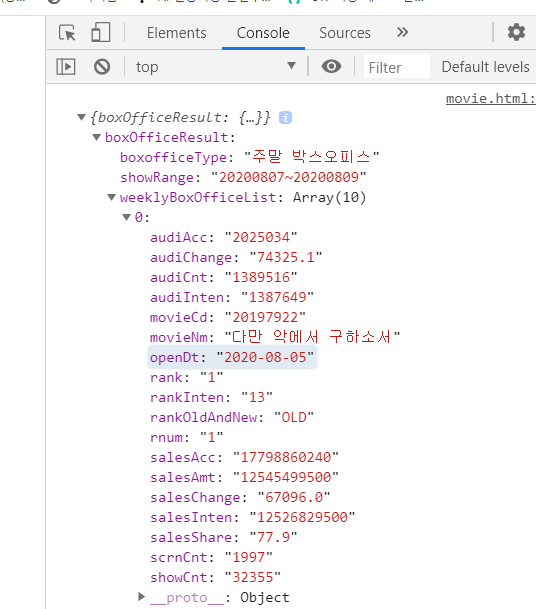 Elements Console Sources »
top Filter Default levels
movie.html:
▼{boxOfficeResult: {…}} i
▼boxOfficeResult:
boxofficeType: "주말 박스오피스"
showRange: "20200807~20200809"
▼weeklyBoxOfficeList: Array(10)
▼0:
audiAcc: "2025034"
audiChange: "74325.1"
audiCnt: "1389516"
audiInten: "1387649"
movieCd: "20197922"
movieNm: "다만 악에서 구하소서"
openDt: "2020-08-05"
rank: "1"
rankInten: "13"
rankOldAndNew: "OLD"
rnum: "1"
salesAcc: "17798860240"
salesAmt: "12545499500"
salesChange: "67096.0"
salesInten: "12526829500"
salesShare: "77.9"
scrnCnt: "1997"
showCnt: "32355"
▶__proto__: Object